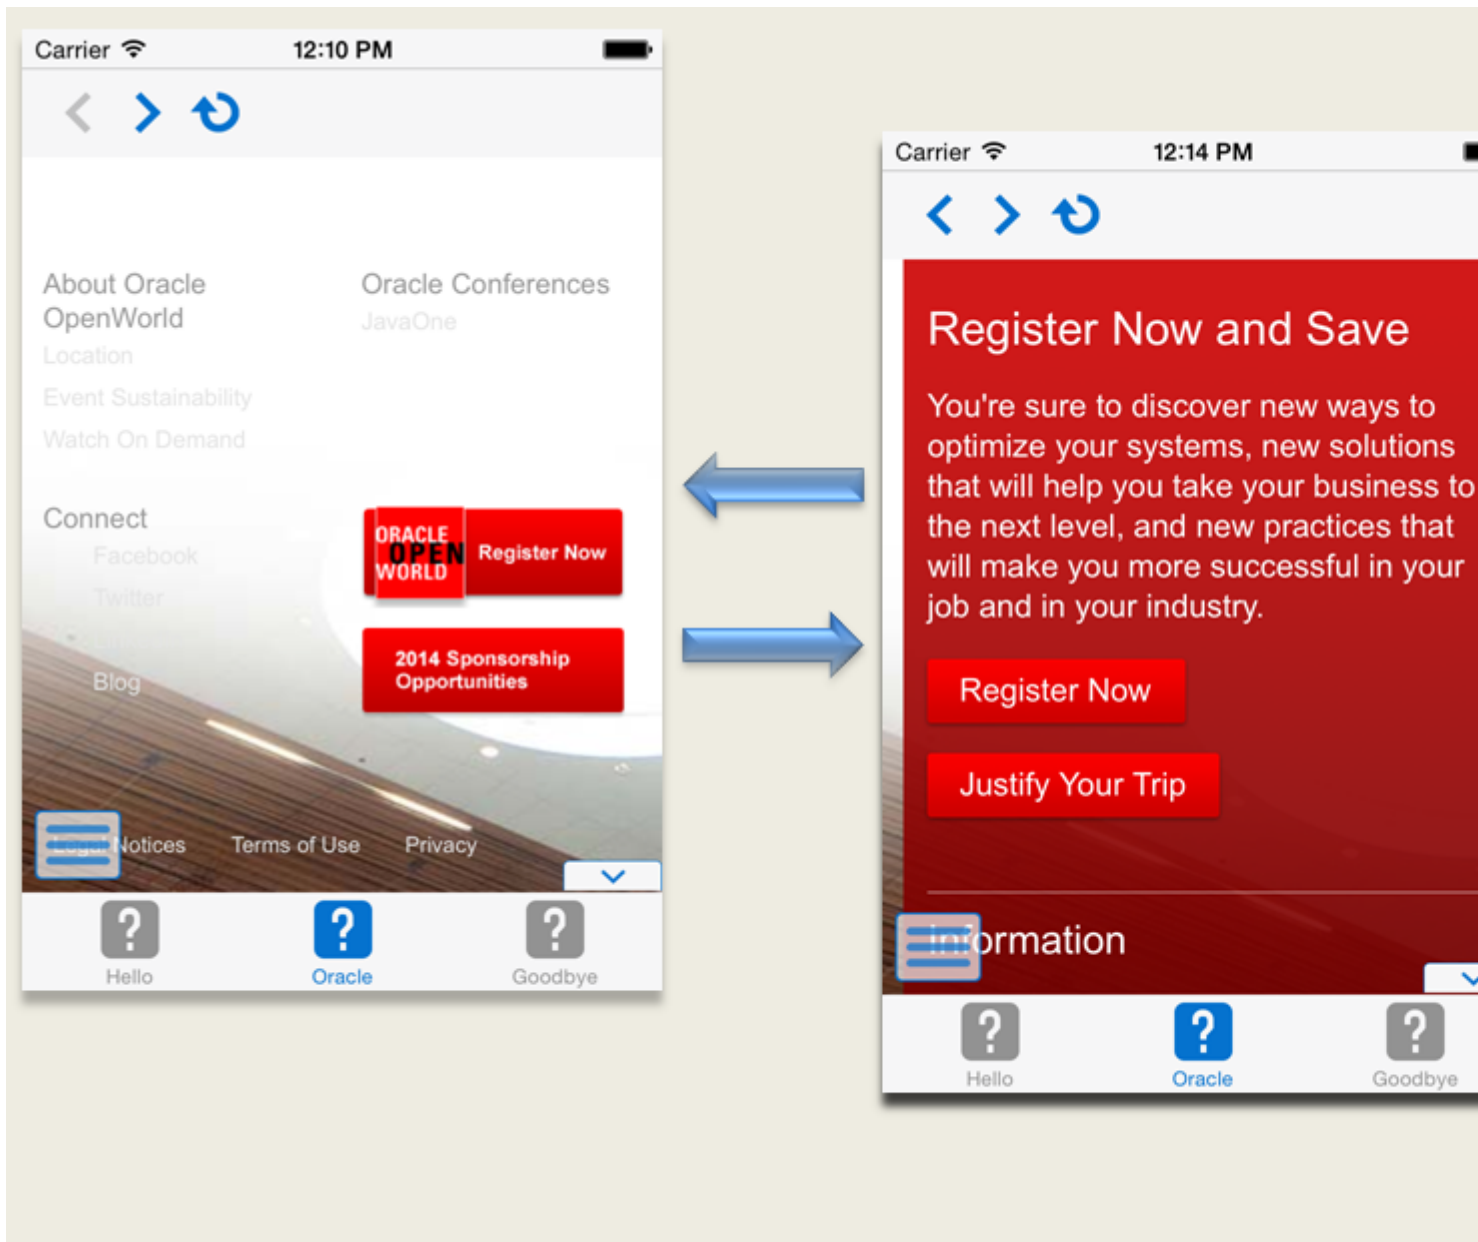 Carrier 12:10 PM
About Oracle
OpenWorld
Location
Event Sustainability
Watch On Demand
Oracle Conferences
JavaOne
Connect
Facebook
Twitter
Blog
ORACLE
OPEN
WORLD
Register Now
2014 Sponsorship
Opportunities
Legal Notices Terms of Use Privacy
Hello Oracle Goodbye
Carrier 12:14 PM
Register Now and Save
You're sure to discover new ways to
optimize your systems, new solutions
that will help you take your business to
the next level, and new practices that
will make you more successful in your
job and in your industry.
Register Now
Justify Your Trip
Information
Hello Oracle Goodbye